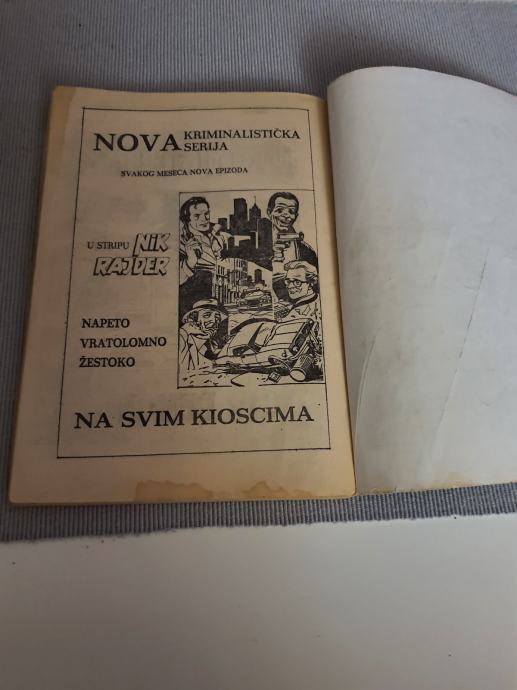 NOVA KRIMINALISTIČKA
SERIJA
SVAKOG MESECA NOVA EPIZODA
U STRIPU NiK
RAJDER
NAPETO
VRATOLOMNO
ŽESTOKO
NA SVIM KIOSCIMA